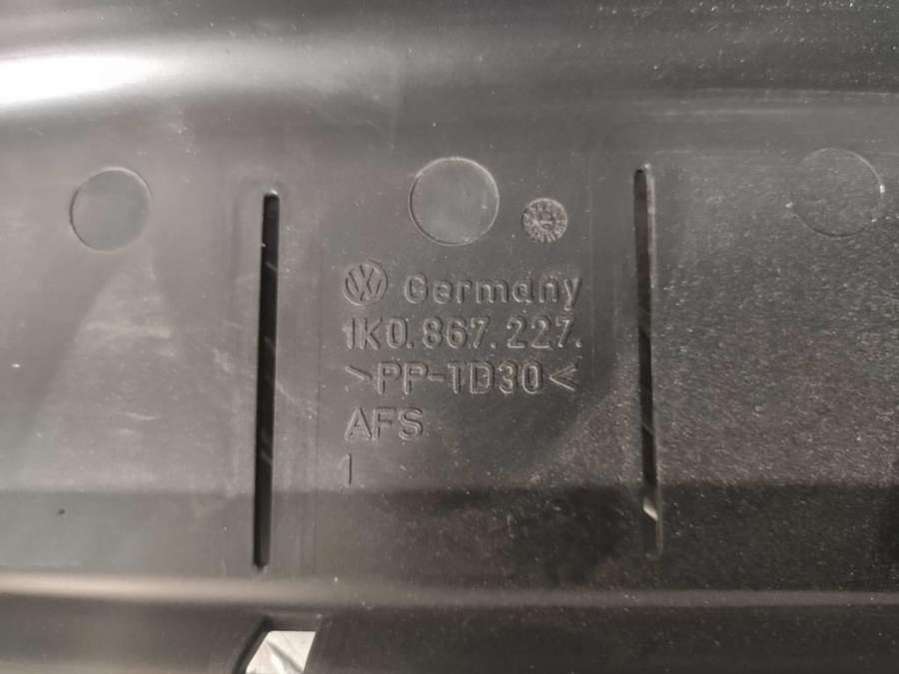 Germany
1K0.867.227.
>PP-TD30<
AFS
1